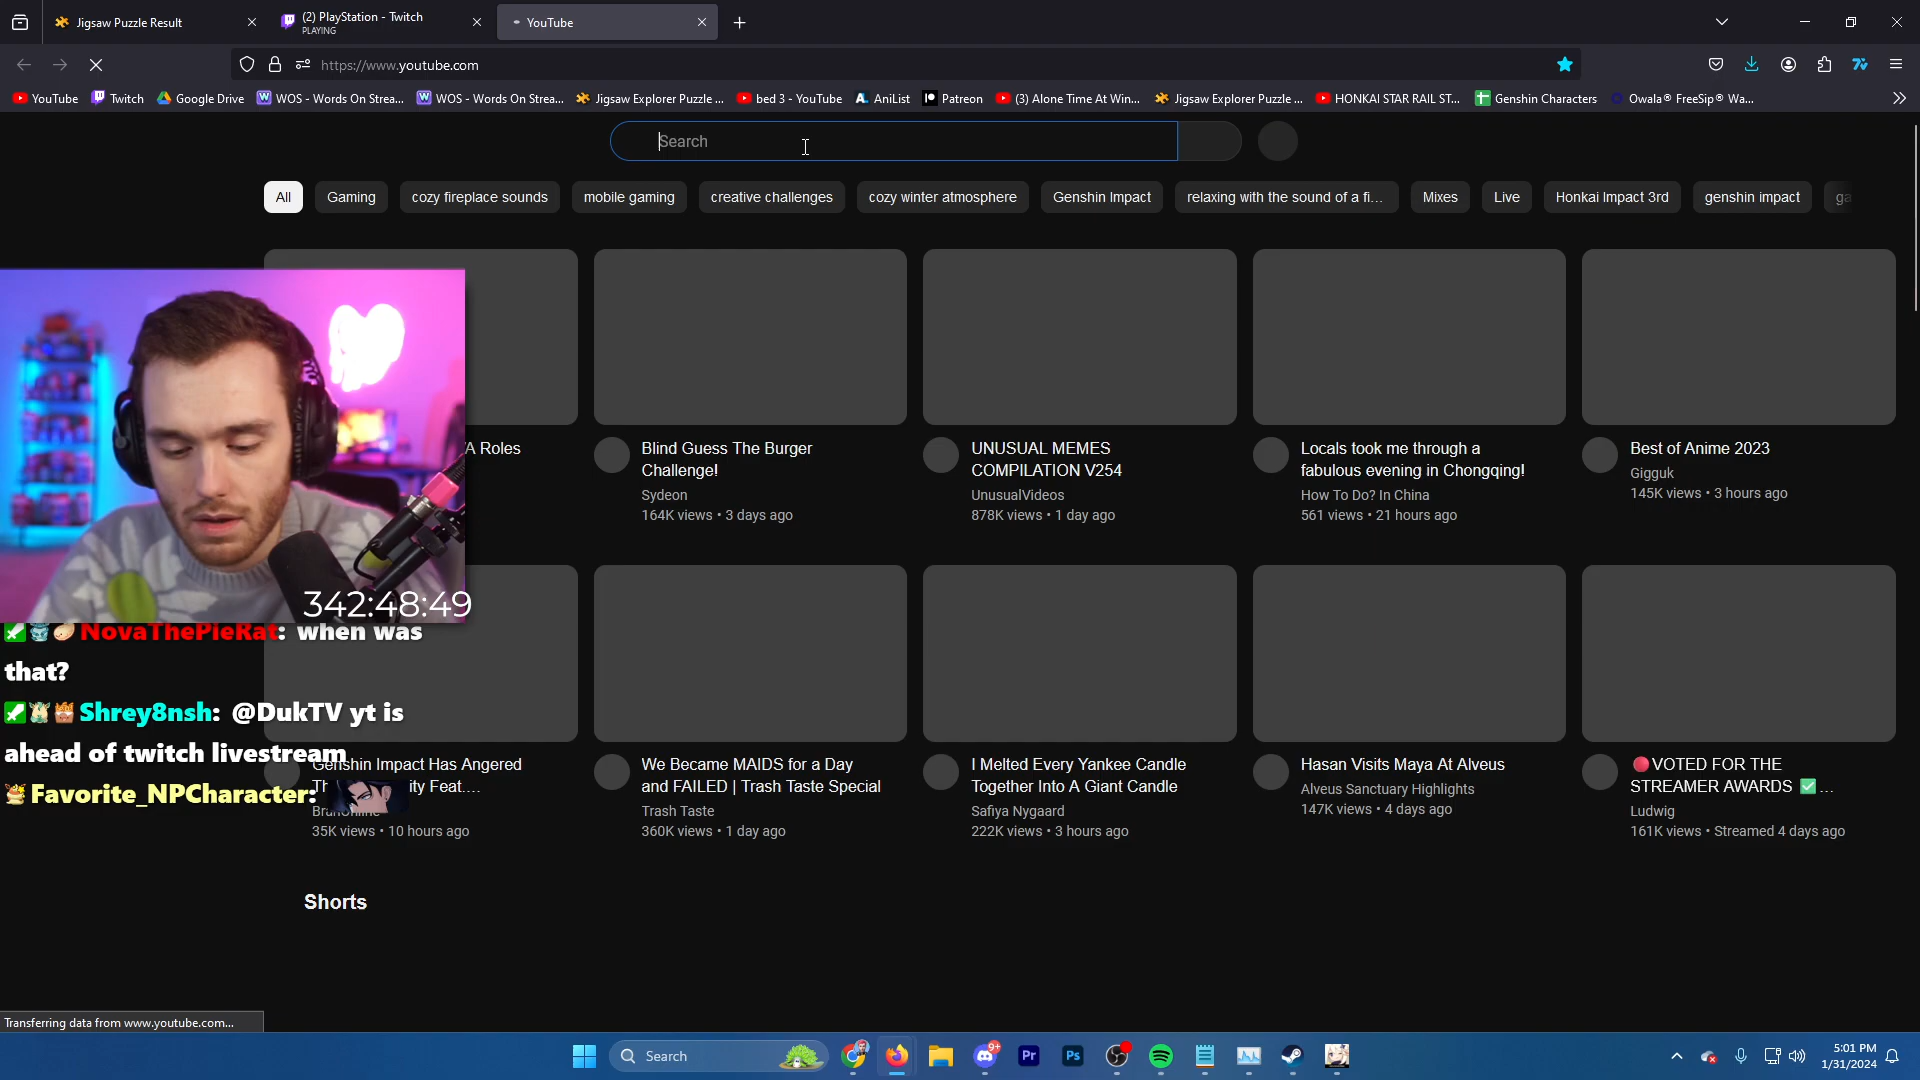 Jigsaw Puzzle Result
(2) PlayStation - Twitch
PLAYING
YouTube
https://www.youtube.com
YouTube
Twitch
Google Drive
WOS - Words On Strea...
WOS - Words On Strea...
Jigsaw Explorer Puzzle ...
bed 3 - YouTube
AniList
Patreon
(3) Alone Time At Win...
Jigsaw Explorer Puzzle ...
HONKAI STAR RAIL ST...
Genshin Characters
Owala® FreeSip® Wa...
Search
All
Gaming
cozy fireplace sounds
mobile gaming
creative challenges
cozy winter atmosphere
Genshin Impact
relaxing with the sound of a fi...
Mixes
Live
Honkai Impact 3rd
genshin impact
ga
A Roles
Blind Guess The Burger
Challenge!
Sydeon
164K views • 3 days ago
UNUSUAL MEMES
COMPILATION V254
UnusualVideos
878K views • 1 day ago
Locals took me through a
fabulous evening in Chongqing!
How To Do? In China
561 views • 21 hours ago
Best of Anime 2023
Gigguk
145K views • 3 hours ago
342:48:49
NovaThePieRat: when was
that?
Shrey8nsh: @DukTV yt is
ahead of twitch livestream
Favorite_NPCharacter:
Genshin Impact Has Angered
ity Feat....
35K views • 10 hours ago
We Became MAIDS for a Day
and FAILED | Trash Taste Special
Trash Taste
360K views • 1 day ago
I Melted Every Yankee Candle
Together Into A Giant Candle
Safiya Nygaard
222K views • 3 hours ago
Hasan Visits Maya At Alveus
Alveus Sanctuary Highlights
147K views • 4 days ago
VOTED FOR THE
STREAMER AWARDS ✅ ...
Ludwig
161K views • Streamed 4 days ago
Shorts
Transferring data from www.youtube.com...
Search
9+
Pr
Ps
5:01 PM
1/31/2024